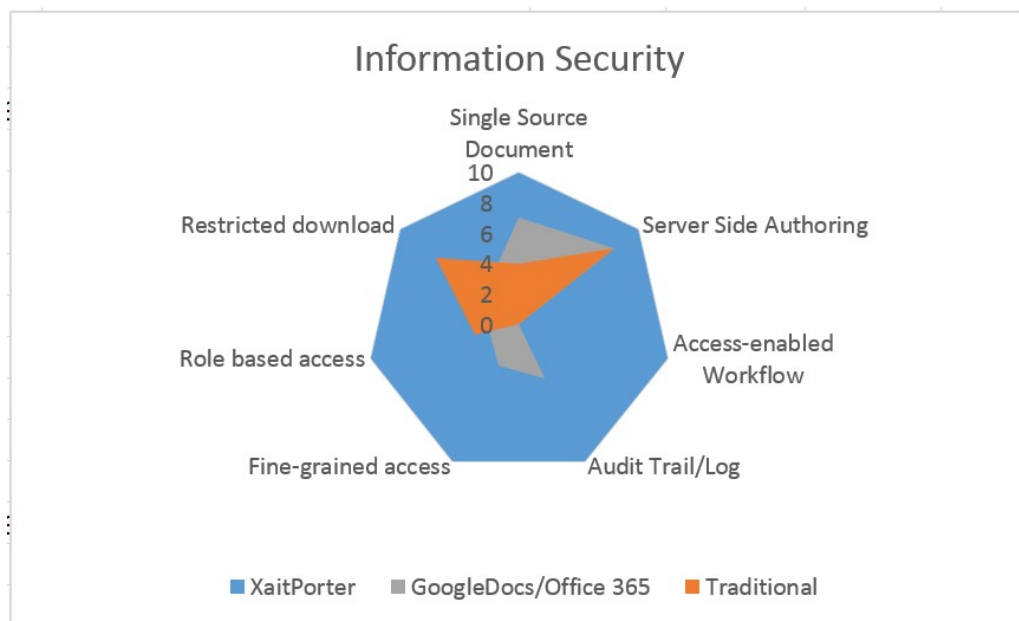 Information Security
Single Source
Document
10
8
6
4
2
0
Restricted download
Server Side Authoring
Role based access
Access-enabled
Workflow
Fine-grained access
Audit Trail/Log
XaitPorter
GoogleDocs/Office 365
Traditional